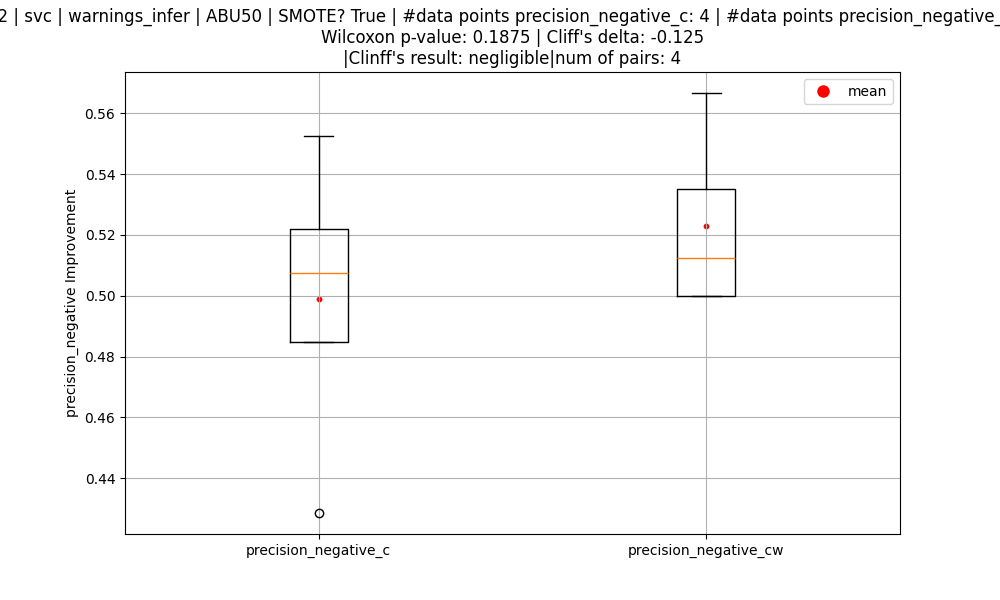 2 | svc | warnings_infer | ABU50 | SMOTE? True | #data points precision_negative_c: 4 | #data points precision_negative_
Wilcoxon p-value: 0.1875 | Cliff's delta: -0.125
|Clinff's result: negligible|num of pairs: 4
mean
0.56
0.54
0.52
0.50
0.48
0.46
0.44
precision_negative Improvement
precision_negative_c
precision_negative_cw